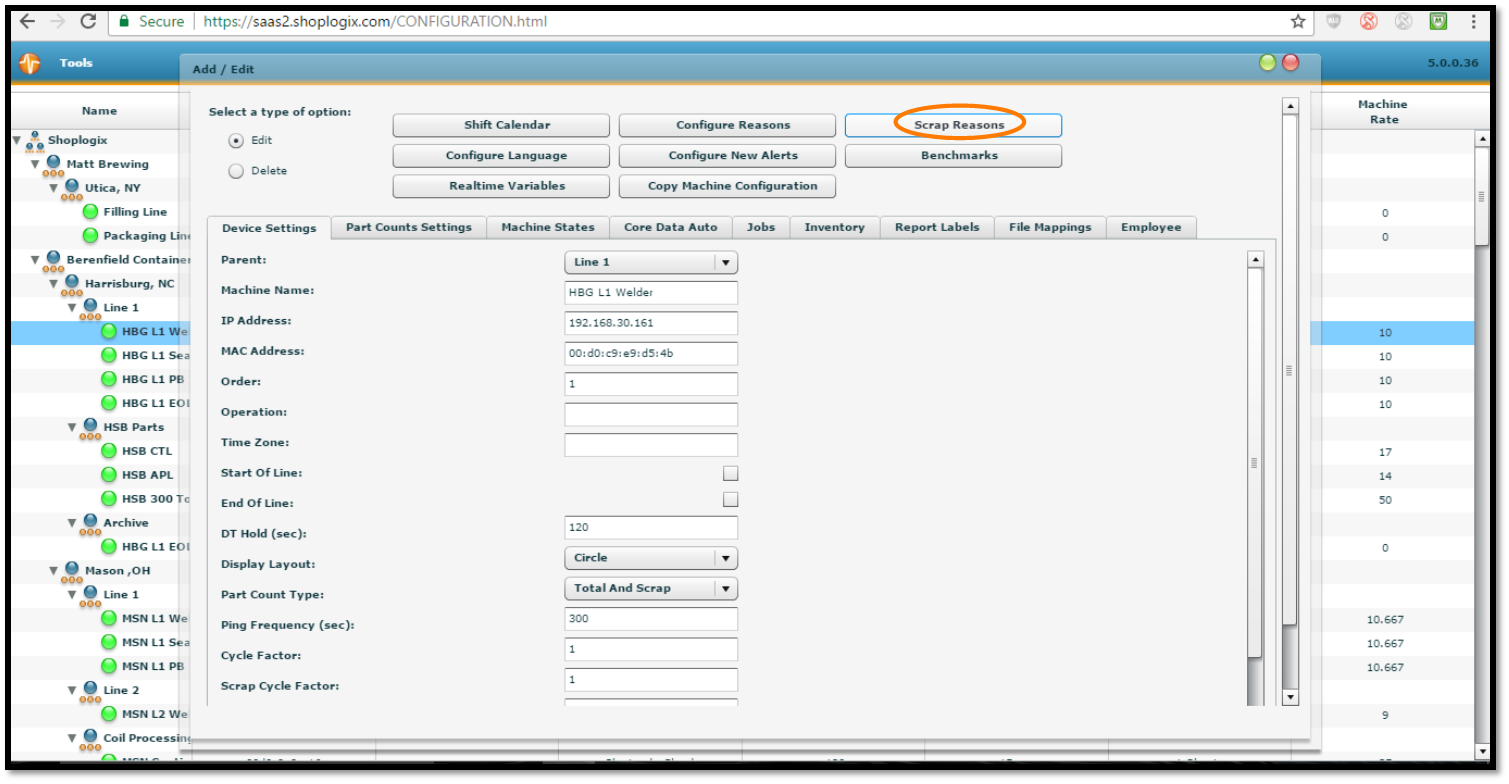 Secure https://saas2.shoplogix.com/CONFIGURATION.html
Tools
5.0.0.36
Add / Edit
Name
Machine
Rate
Shoplogix
Matt Brewing
Utica, NY
Filling Line 0
Packaging Line 0
Berenfield Container
Harrisburg, NC
Line 1
HBG L1 We 10
HBG L1 Sea 10
HBG L1 PB 10
HBG L1 EOL 10
HSB Parts
HSB CTL 17
HSB APL 14
HSB 300 To 50
Archive
HBG L1 EOL 0
Mason ,OH
Line 1
MSN L1 We 10.667
MSN L1 Sea 10.667
MSN L1 PB 10.667
Line 2
MSN L2 We 9
Coil Processing
Select a type of option:
Edit
Delete
Shift Calendar Configure Reasons Scrap Reasons
Configure Language Configure New Alerts Benchmarks
Realtime Variables Copy Machine Configuration
Device Settings Part Counts Settings Machine States Core Data Auto Jobs Inventory Report Labels File Mappings Employee
Parent: Line 1
Machine Name: HBG L1 Welder
IP Address: 192.168.30.161
MAC Address: 00:d0:c9:e9:d5:4b
Order: 1
Operation:
Time Zone:
Start Of Line:
End Of Line:
DT Hold (sec): 120
Display Layout: Circle
Part Count Type: Total And Scrap
Ping Frequency (sec): 300
Cycle Factor: 1
Scrap Cycle Factor: 1